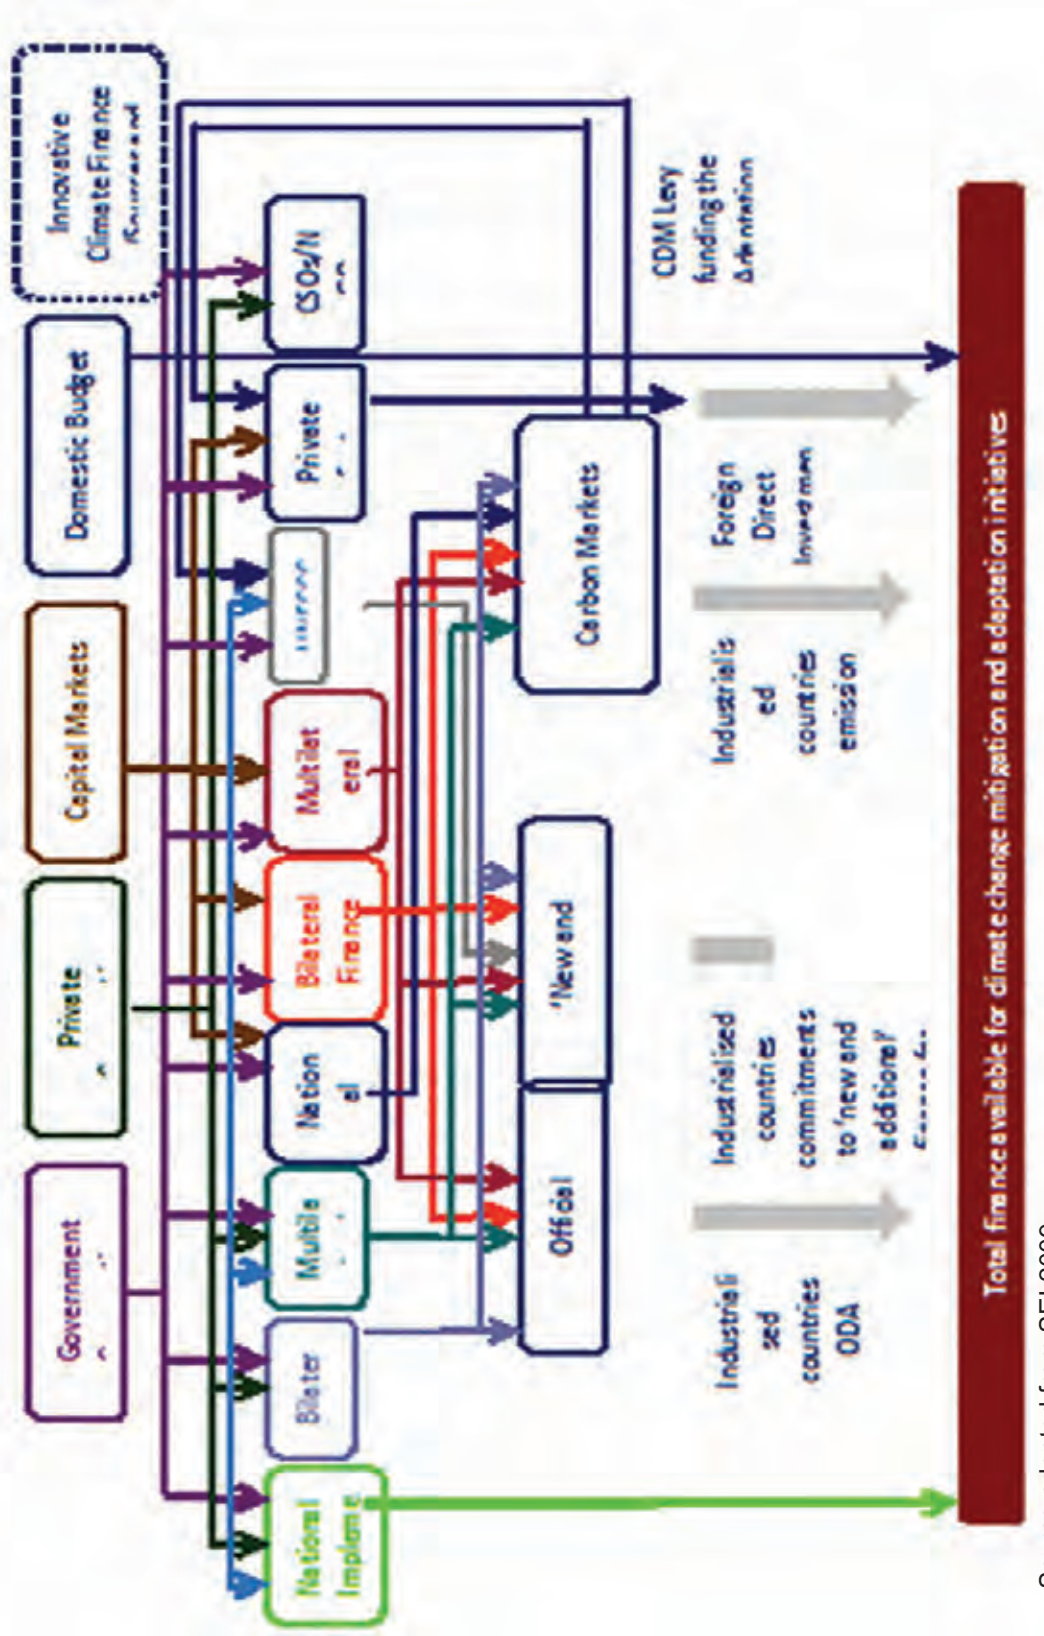 Government
Private
Capital Markets
Domestic Budget
Innovative
Climate Finance
National
Impleme
Bilater
Multila
Nation
al
Bilateral
Finance
Multilat
eral
Private
CSOs/N
Official
'New and
Carbon Markets
Industriali
sed
countries
ODA
Industrialised
countries
commitments
to 'new and
additional'
Industrialis
ed
countries
emission
Foreign
Direct
Investmen
CDM Levy
funding the
Adaptation
Total finance available for climate change mitigation and adaptation initiatives